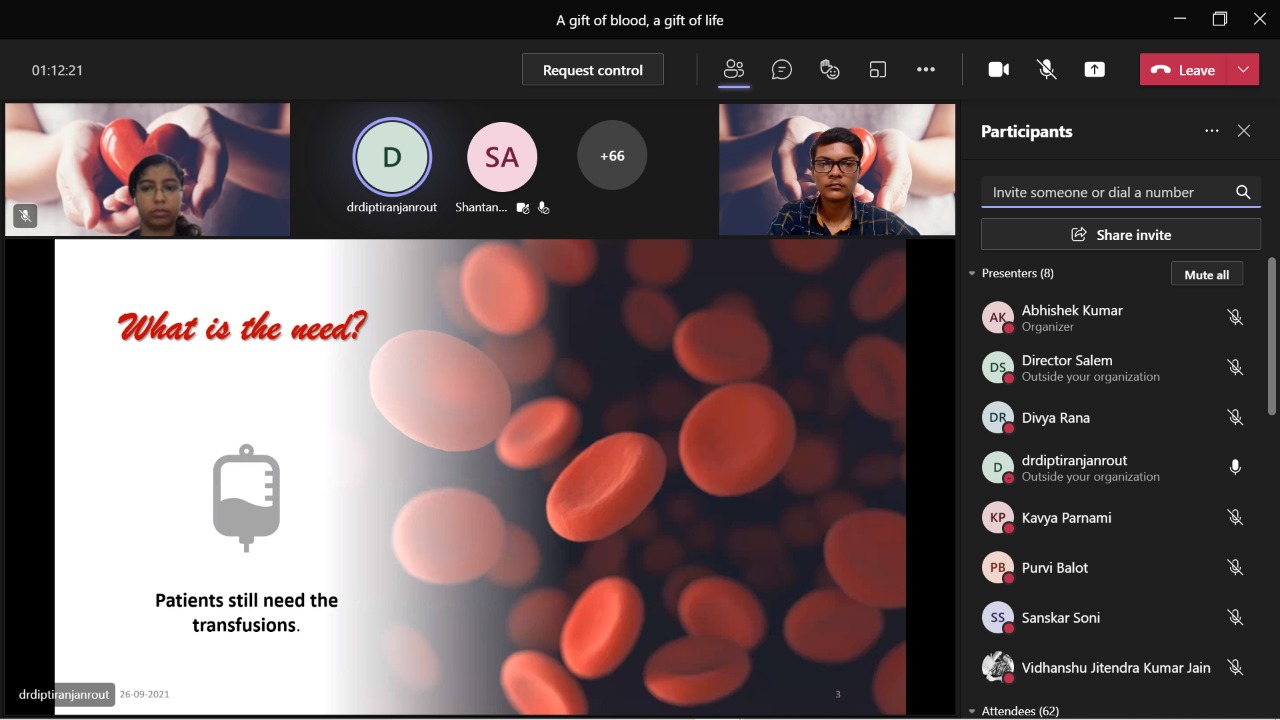 A gift of blood, a gift of life
01:12:21
Request control
Leave
D
SA
+66
drdiptiranjanrout
Shantan...
What is the need?
Patients still need the
transfusions.
drdiptiranjanrout
26-09-2021
3
Participants
Invite someone or dial a number
Share invite
Presenters (8)
Mute all
AK
Abhishek Kumar
Organizer
DS
Director Salem
Outside your organization
DR
Divya Rana
D
drdiptiranjanrout
Outside your organization
KP
Kavya Parnami
PB
Purvi Balot
SS
Sanskar Soni
Vidhanshu Jitendra Kumar Jain
Attendees (62)